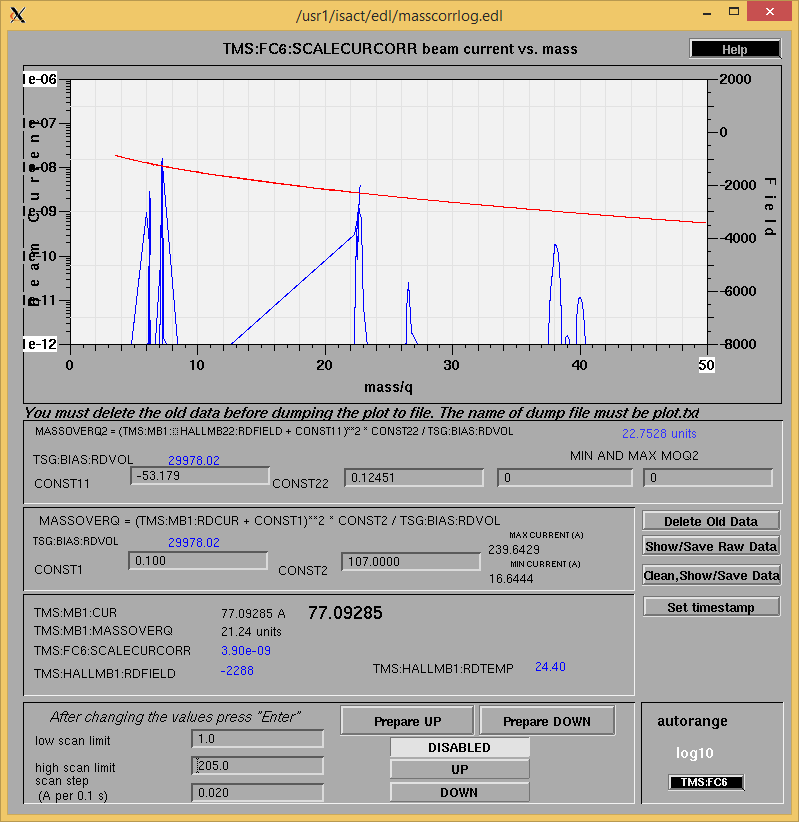 /usr1/isact/edl/masscorrlog.edl
TMS:FC6:SCALECURCORR beam current vs. mass
Help
1e-06
1e-07
1e-08
1e-09
1e-10
1e-11
1e-12
Beam Current
2000
0
-2000
-4000
-6000
-8000
Field
0 10 20 30 40 50
mass/q
You must delete the old data before dumping the plot to file. The name of dump file must be plot.txt
MASSOVERQ2 = (TMS:MB1: HALLMB22:RDFIELD + CONST11)**2 * CONST22 / TSG:BIAS:RDVOL
22.7528 units
TSG:BIAS:RDVOL 29978.02
MIN AND MAX MOQ2
CONST11 -53.179 CONST22 0.12451 0 0
MASSOVERQ = (TMS:MB1:RDCUR + CONST1)**2 * CONST2 / TSG:BIAS:RDVOL
TSG:BIAS:RDVOL 29978.02
MAX CURRENT (A)
239.6429
MIN CURRENT (A)
16.6444
CONST1 0.100 CONST2 107.0000
Delete Old Data
Show/Save Raw Data
Clean,Show/Save Data
Set timestamp
TMS:MB1:CUR 77.09285 A 77.09285
TMS:MB1:MASSOVERQ 21.24 units
TMS:FC6:SCALECURCORR 3.90e-09
TMS:HALLMB1:RDFIELD -2288
TMS:HALLMB1:RDTEMP 24.40
After changing the values press "Enter"
low scan limit 1.0
high scan limit 205.0
scan step
(A per 0.1 s) 0.020
Prepare UP
Prepare DOWN
DISABLED
UP
DOWN
autorange
log10
TMS:FC6